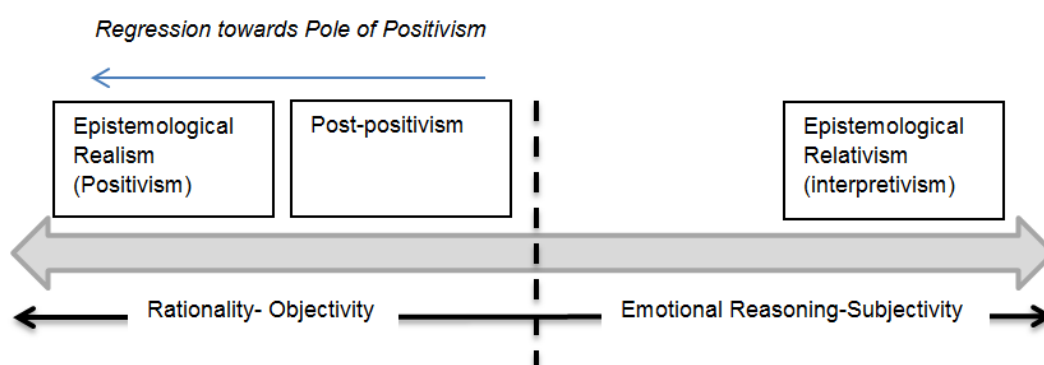 Regression towards Pole of Positivism
Epistemological
Realism
(Positivism)
Post-positivism
Epistemological
Relativism
(interpretivism)
Rationality- Objectivity
Emotional Reasoning-Subjectivity